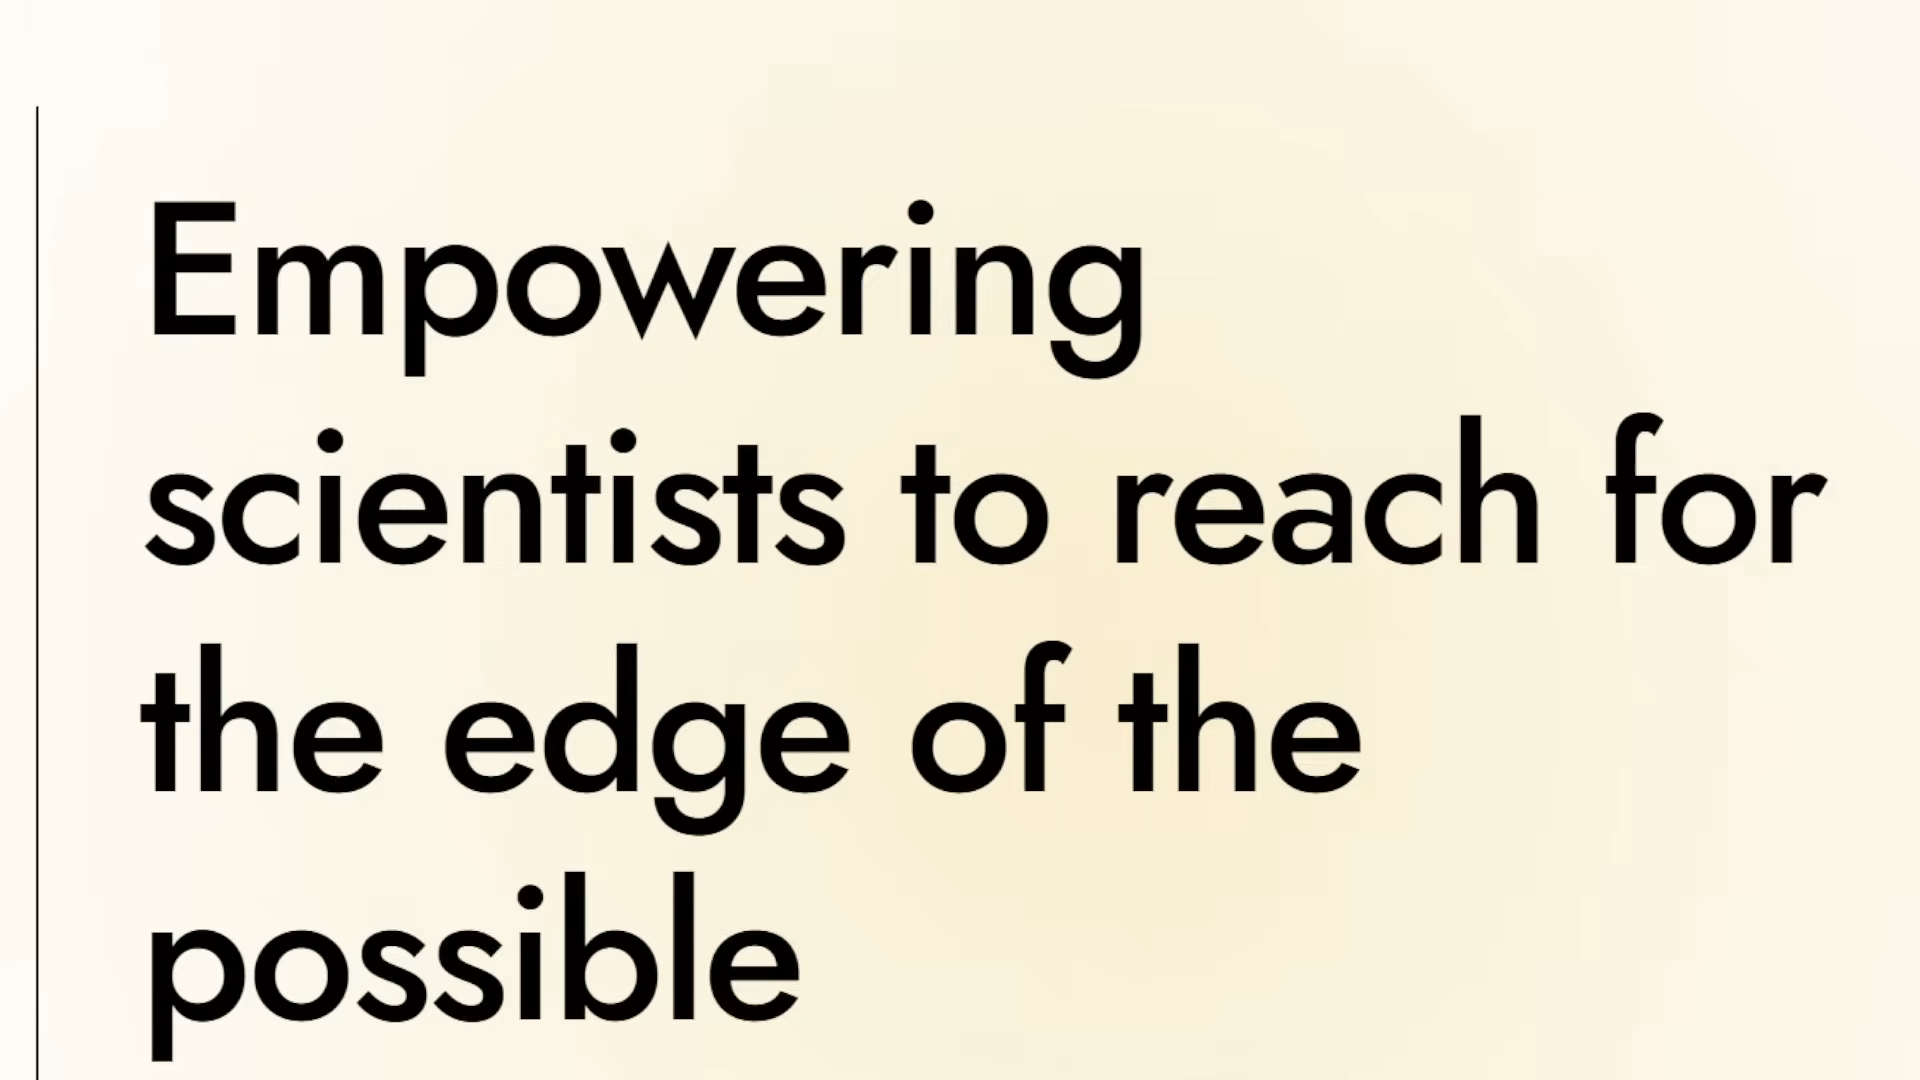 Empowering
scientists to reach for
the edge of the
possible